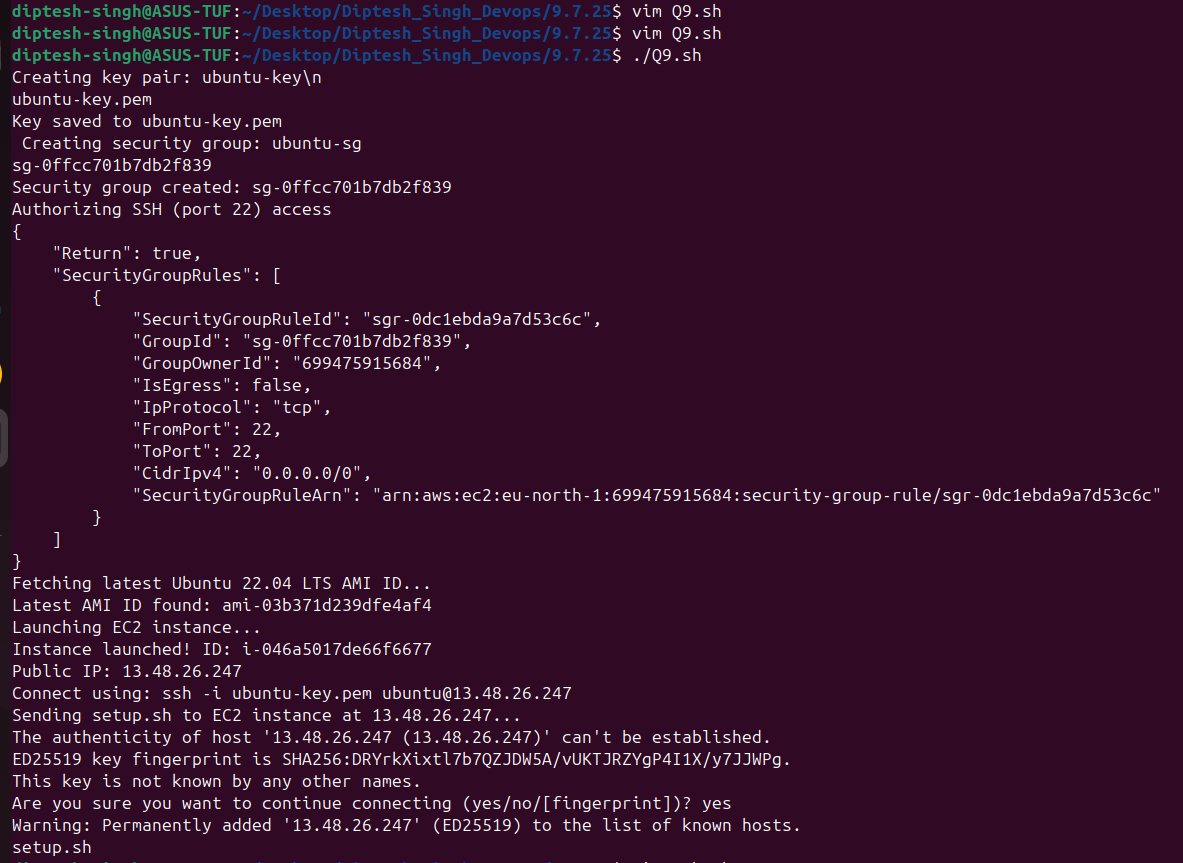 diptesh-singh@ASUS-TUF:~/Desktop/Diptesh_Singh_Devops/9.7.25$ vim Q9.sh
diptesh-singh@ASUS-TUF:~/Desktop/Diptesh_Singh_Devops/9.7.25$ vim Q9.sh
diptesh-singh@ASUS-TUF:~/Desktop/Diptesh_Singh_Devops/9.7.25$ ./Q9.sh
Creating key pair: ubuntu-key\n
ubuntu-key.pem
Key saved to ubuntu-key.pem
 Creating security group: ubuntu-sg
sg-0ffcc701b7db2f839
Security group created: sg-0ffcc701b7db2f839
Authorizing SSH (port 22) access
{
    "Return": true,
    "SecurityGroupRules": [
        {
            "SecurityGroupRuleId": "sgr-0dc1ebda9a7d53c6c",
            "GroupId": "sg-0ffcc701b7db2f839",
            "GroupOwnerId": "699475915684",
            "IsEgress": false,
            "IpProtocol": "tcp",
            "FromPort": 22,
            "ToPort": 22,
            "CidrIpv4": "0.0.0.0/0",
            "SecurityGroupRuleArn": "arn:aws:ec2:eu-north-1:699475915684:security-group-rule/sgr-0dc1ebda9a7d53c6c"
        }
    ]
}
Fetching latest Ubuntu 22.04 LTS AMI ID...
Latest AMI ID found: ami-03b371d239dfe4af4
Launching EC2 instance...
Instance launched! ID: i-046a5017de66f6677
Public IP: 13.48.26.247
Connect using: ssh -i ubuntu-key.pem ubuntu@13.48.26.247
Sending setup.sh to EC2 instance at 13.48.26.247...
The authenticity of host '13.48.26.247 (13.48.26.247)' can't be established.
ED25519 key fingerprint is SHA256:DRYrkXixtl7b7QZJDW5A/vUKTJRZYgP4I1X/y7JJWPg.
This key is not known by any other names.
Are you sure you want to continue connecting (yes/no/[fingerprint])? yes
Warning: Permanently added '13.48.26.247' (ED25519) to the list of known hosts.
setup.sh